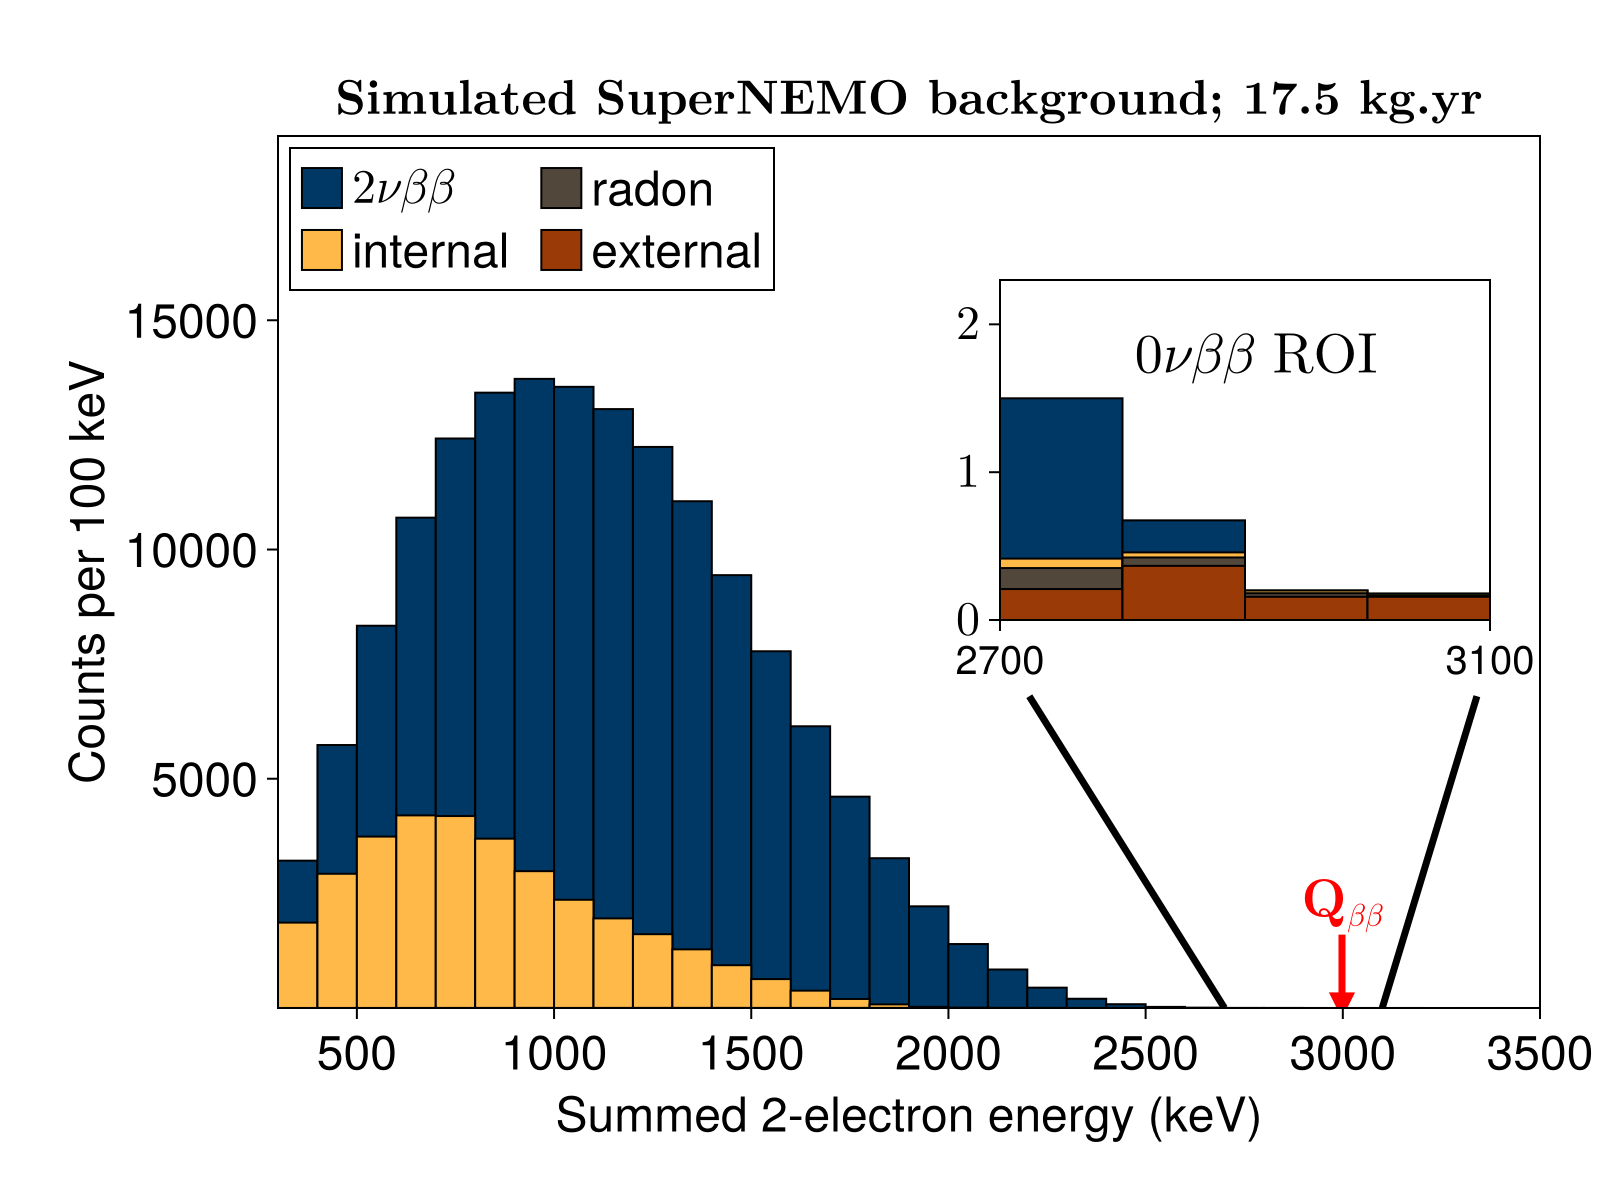 Simulated SuperNEMO background; 17.5 kg.yr
2νββ radon
internal external
Counts per 100 keV
15000
10000
5000
0νββ ROI
2
1
0
2700 3100
Qββ
500 1000 1500 2000 2500 3000 3500
Summed 2-electron energy (keV)